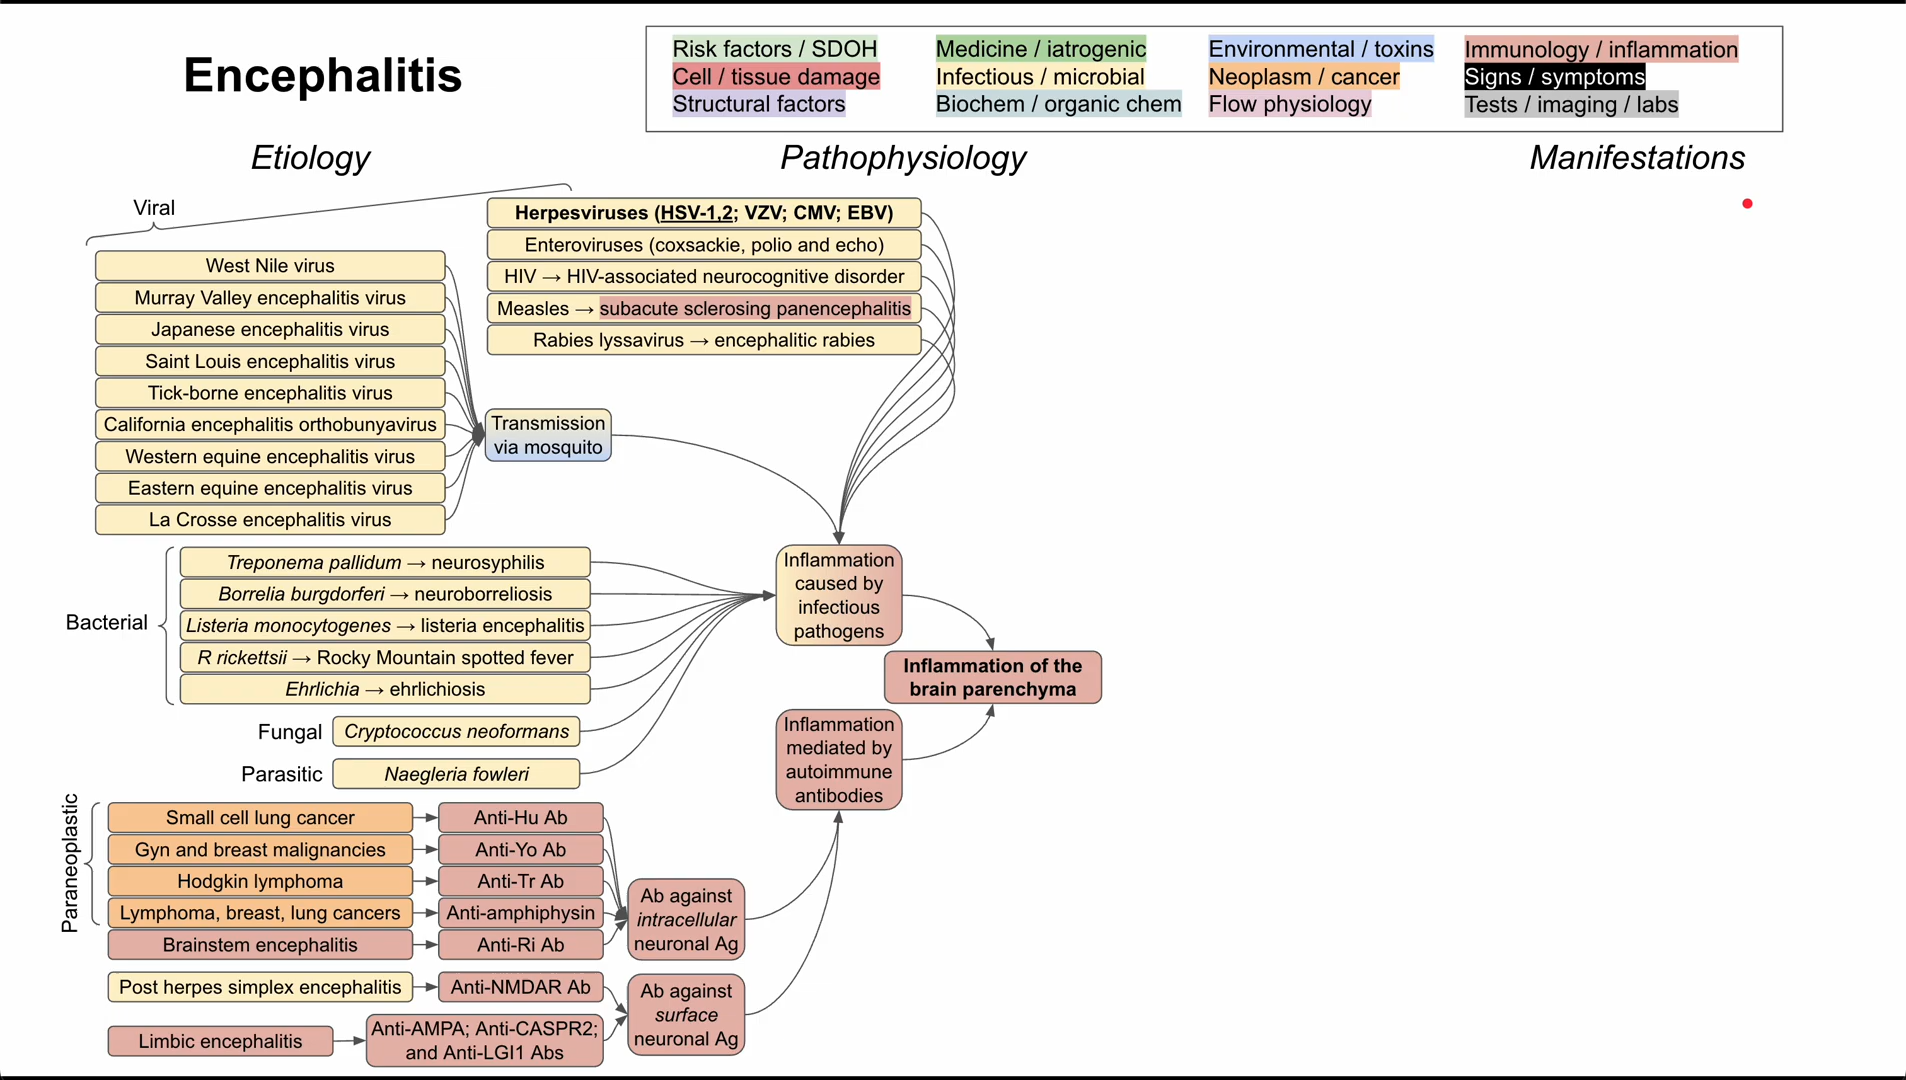 Encephalitis
Risk factors / SDOH
Medicine / iatrogenic
Environmental / toxins
Immunology / inflammation
Cell / tissue damage
Infectious / microbial
Neoplasm / cancer
Signs / symptoms
Structural factors
Biochem / organic chem
Flow physiology
Tests / imaging / labs
Etiology
Pathophysiology
Manifestations
Viral
Herpesviruses (HSV-1,2; VZV; CMV; EBV)
Enteroviruses (coxsackie, polio and echo)
HIV → HIV-associated neurocognitive disorder
Measles → subacute sclerosing panencephalitis
Rabies lyssavirus → encephalitic rabies
West Nile virus
Murray Valley encephalitis virus
Japanese encephalitis virus
Saint Louis encephalitis virus
Tick-borne encephalitis virus
California encephalitis orthobunyavirus
Western equine encephalitis virus
Eastern equine encephalitis virus
La Crosse encephalitis virus
Transmission
via mosquito
Bacterial
Treponema pallidum → neurosyphilis
Borrelia burgdorferi → neuroborreliosis
Listeria monocytogenes → listeria encephalitis
R rickettsii → Rocky Mountain spotted fever
Ehrlichia → ehrlichiosis
Fungal
Cryptococcus neoformans
Parasitic
Naegleria fowleri
Inflammation
caused by
infectious
pathogens
Inflammation of the
brain parenchyma
Inflammation
mediated by
autoimmune
antibodies
Paraneoplastic
Small cell lung cancer
Anti-Hu Ab
Gyn and breast malignancies
Anti-Yo Ab
Hodgkin lymphoma
Anti-Tr Ab
Lymphoma, breast, lung cancers
Anti-amphiphysin
Brainstem encephalitis
Anti-Ri Ab
Ab against
intracellular
neuronal Ag
Post herpes simplex encephalitis
Anti-NMDAR Ab
Limbic encephalitis
Anti-AMPA; Anti-CASPR2;
and Anti-LGI1 Abs
Ab against
surface
neuronal Ag